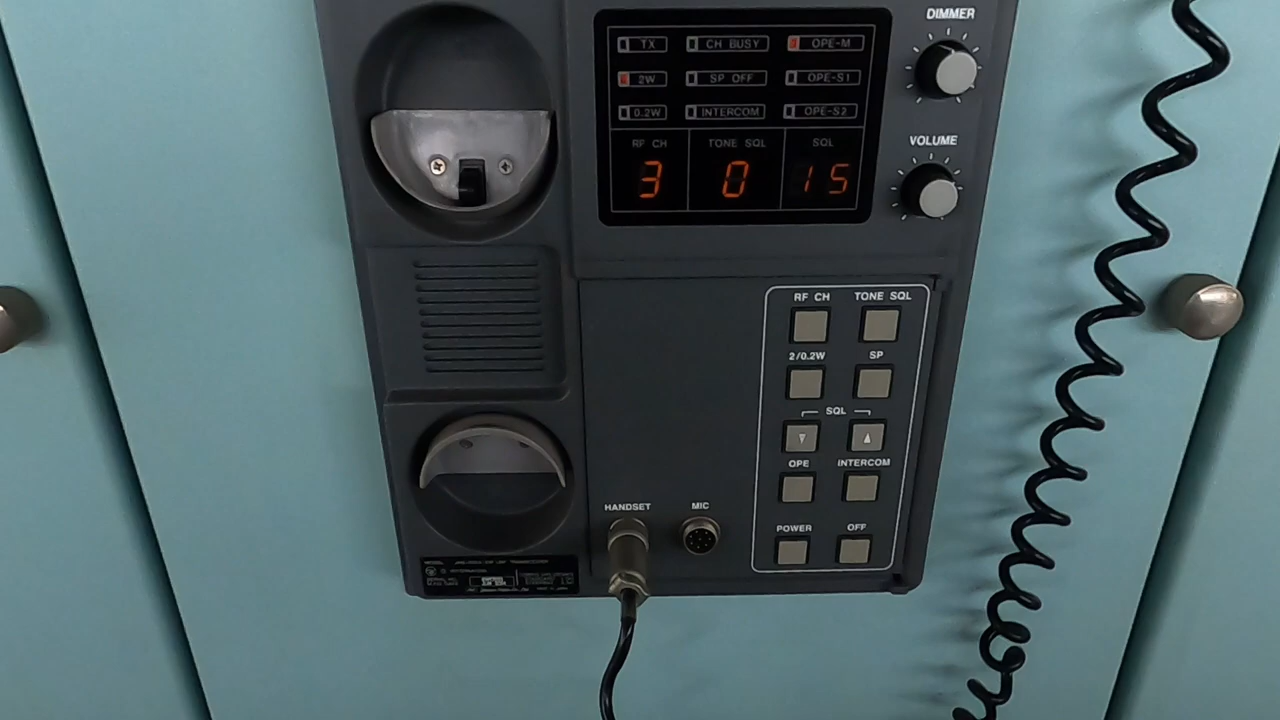 DIMMER
TX CH BUSY OPE-M
2W SP OFF OPE-S1
0.2W INTERCOM OPE-S2
RF CH TONE SQL SQL
3 0 15
VOLUME
RF CH TONE SQL
2/0.2W SP
SQL
OPE INTERCOM
HANDSET MIC
POWER OFF